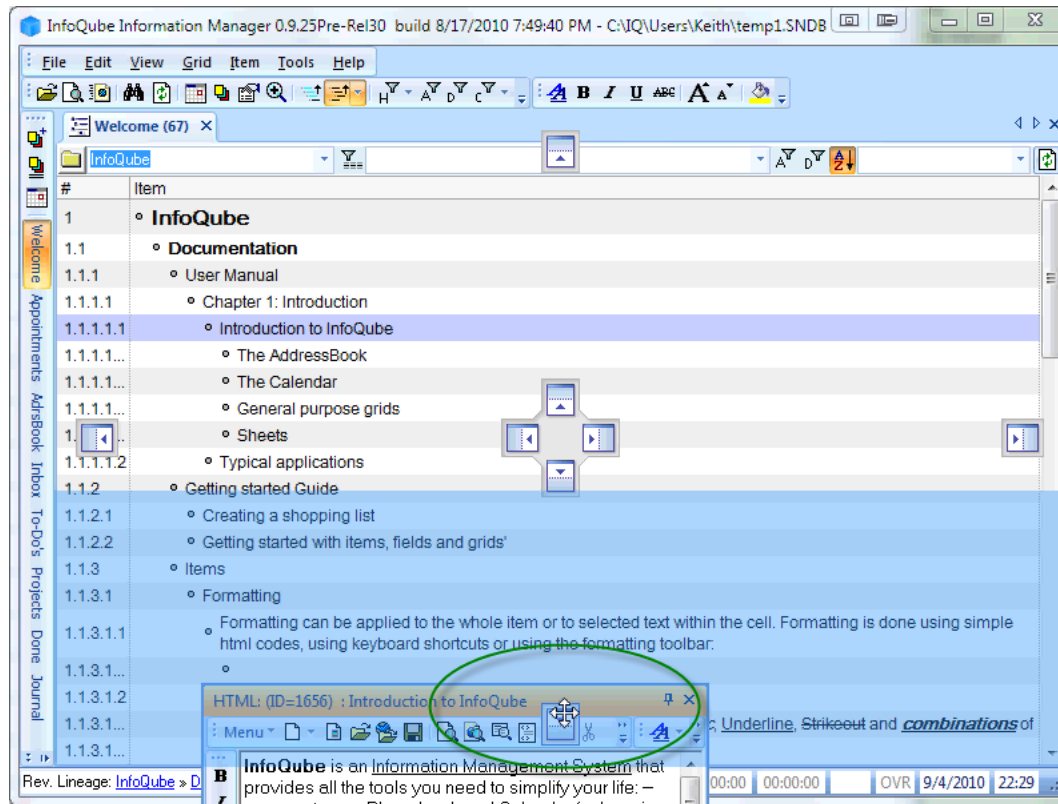 InfoQube Information Manager 0.9.25Pre-Rel30 build 8/17/2010 7:49:40 PM - C:\IQ\Users\Keith\temp1.SNDB
File Edit View Grid Item Tools Help
H A D C A B I U ABC A A
Welcome (67)
InfoQube A D A Z
# Item
1 InfoQube
1.1 Documentation
1.1.1 User Manual
1.1.1.1 Chapter 1: Introduction
1.1.1.1.1 Introduction to InfoQube
1.1.1.1... The AddressBook
1.1.1.1... The Calendar
1.1.1.1... General purpose grids
1. Sheets
1.1.1.1.2 Typical applications
1.1.2 Getting started Guide
1.1.2.1 Creating a shopping list
1.1.2.2 Getting started with items, fields and grids'
1.1.3 Items
1.1.3.1 Formatting
1.1.3.1.1 Formatting can be applied to the whole item or to selected text within the cell. Formatting is done using simple
html codes, using keyboard shortcuts or using the formatting toolbar:
1.1.3.1...
1.1.3.1.2
1.1.3.1... Underline, Strikeout and combinations of
1.1.3.1...
Welcome
Appointments
AdrsBook
Inbox
To-Do's
Projects
Done
Journal
HTML: (ID=1656) : Introduction to InfoQube
Menu A
B InfoQube is an Information Management System that
I provides all the tools you need to simplify your life: –
Rev. Lineage: InfoQube » D 00:00 00:00:00 OVR 9/4/2010 22:29